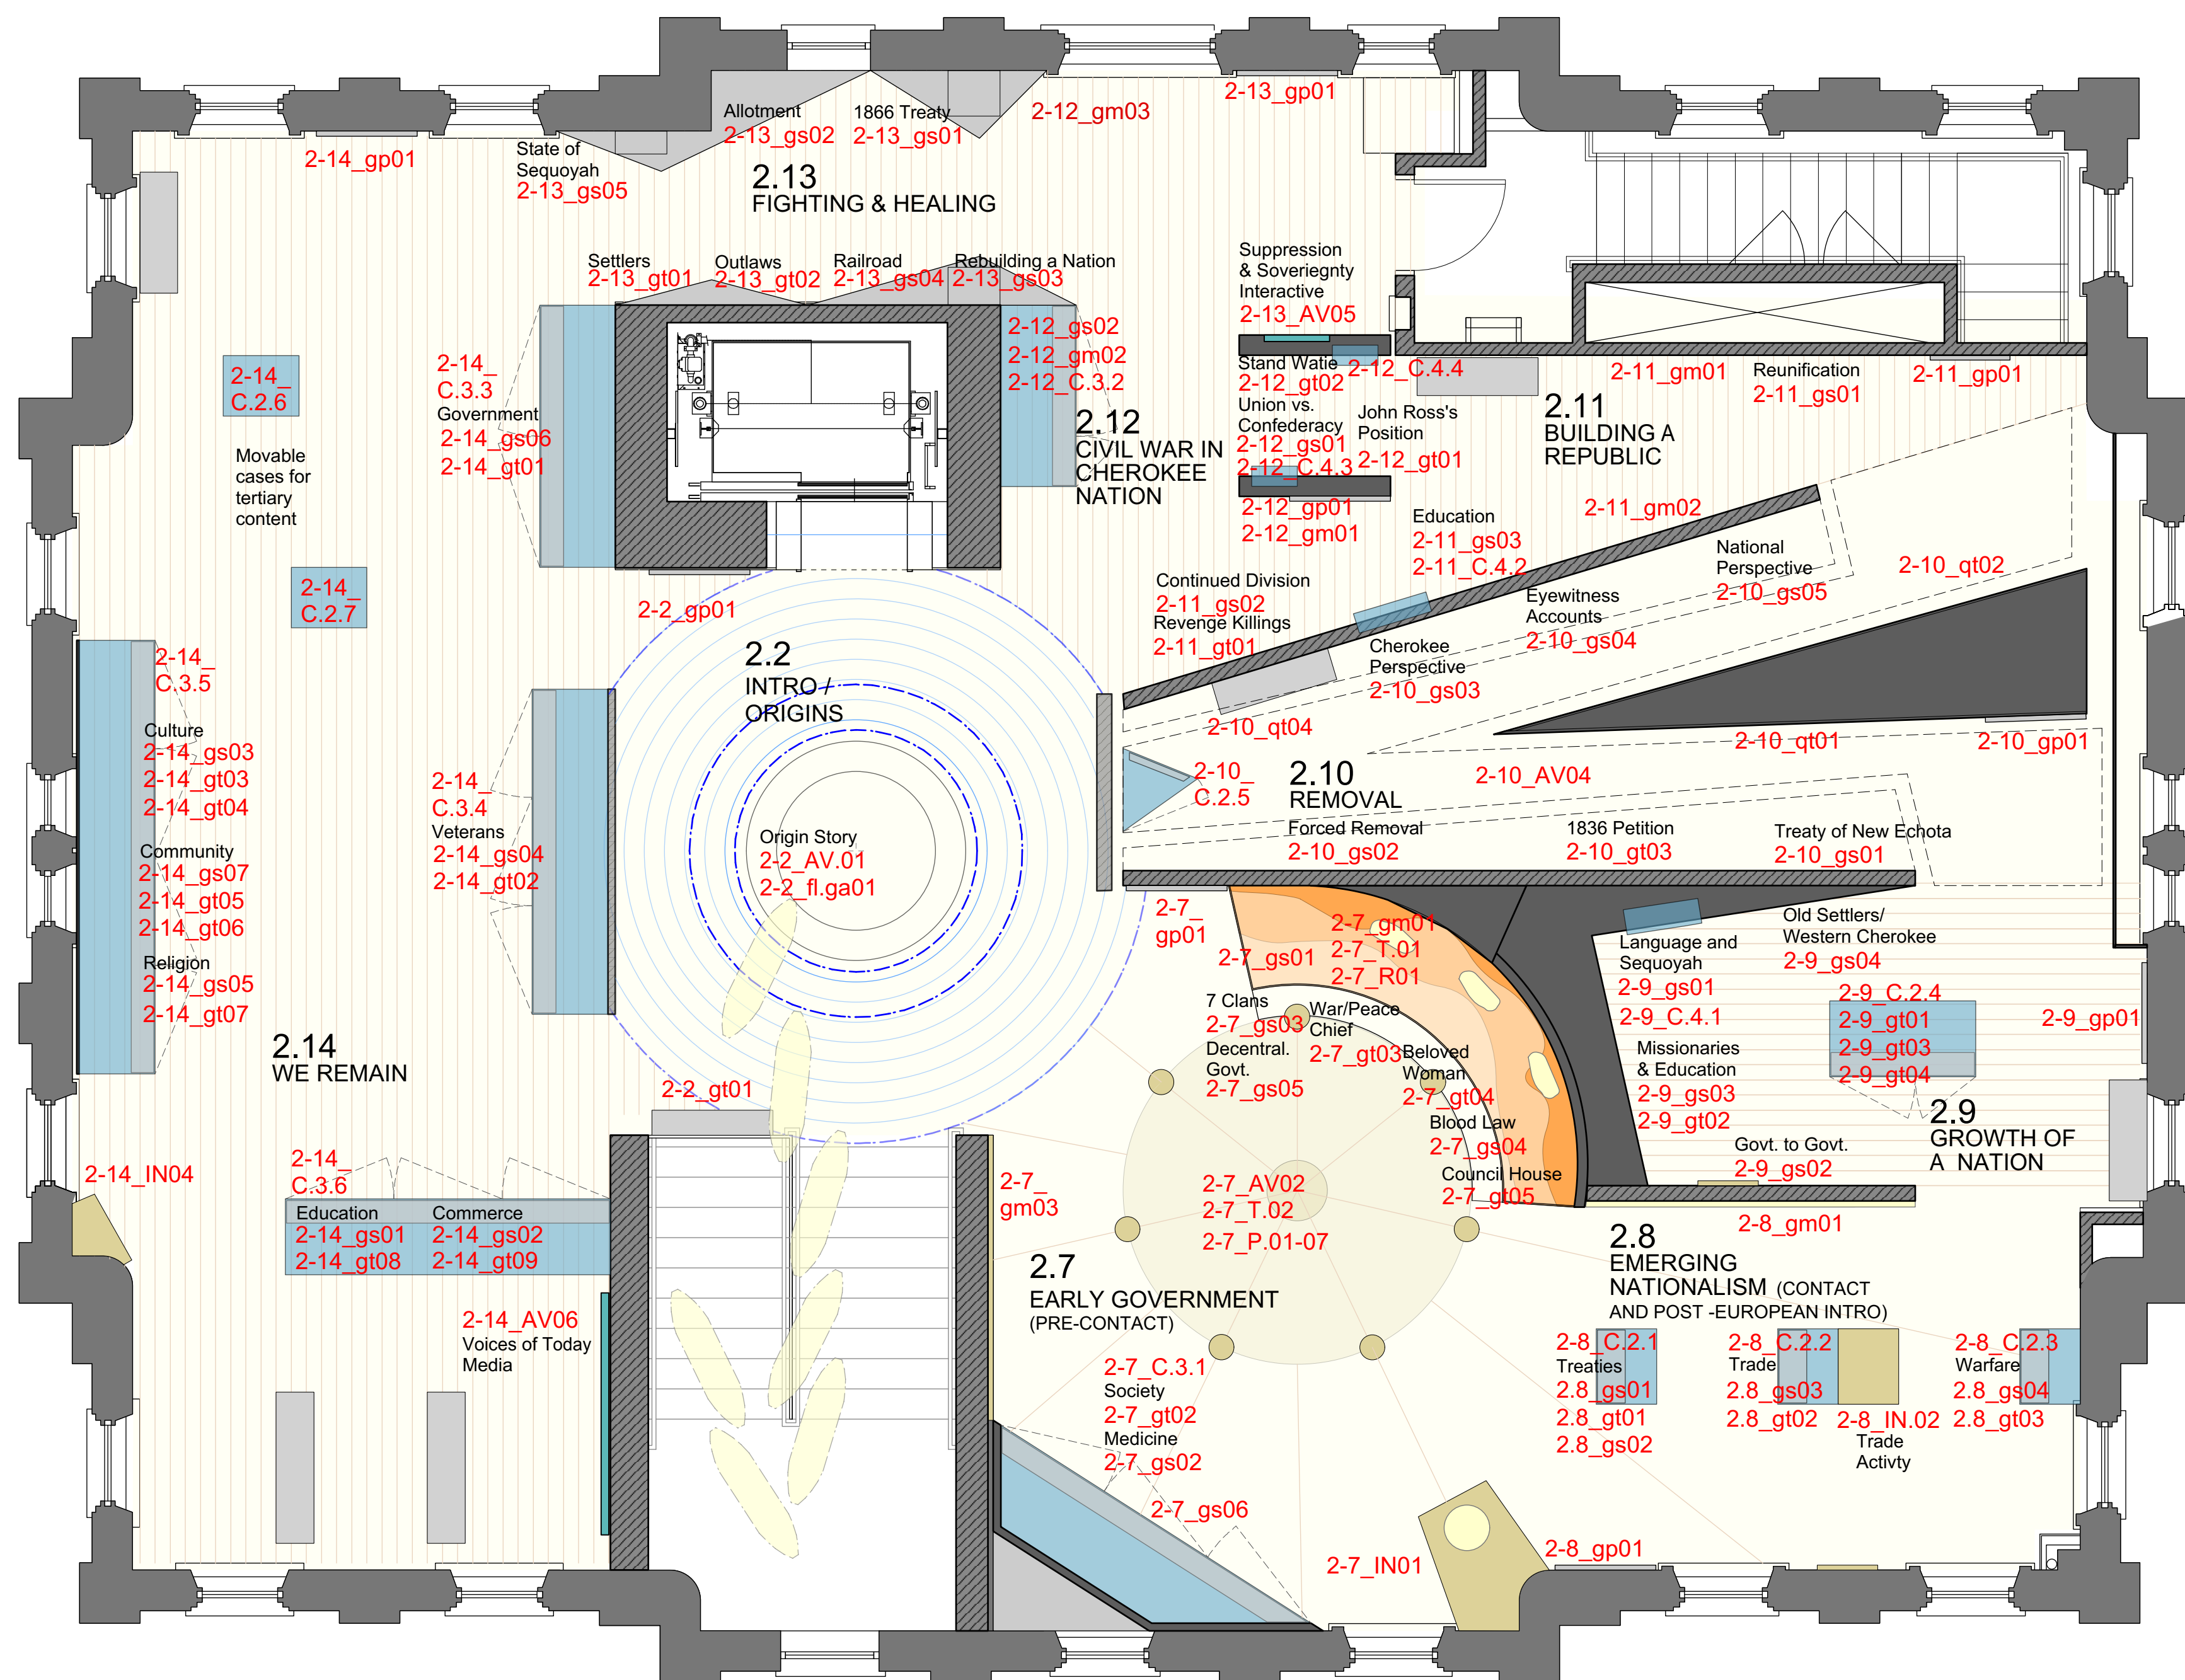 Allotment
2-13_gs02
1866 Treaty
2-13_gs01
2-12_gm03
2-13_gp01
2-14_gp01
State of
Sequoyah
2-13_gs05
2.13
FIGHTING & HEALING
Settlers
2-13_gt01
Outlaws
2-13_gt02
Railroad
2-13_gs04
Rebuilding a Nation
2-13_gs03
Suppression
& Soveriegnty
Interactive
2-13_AV05
2-12_gs02
2-12_gm02
2-12_C.3.2
2.12
CIVIL WAR IN
CHEROKEE
NATION
Stand Watie
2-12_gt02
2-12_C.4.4
Union vs.
Confederacy
2-12_gs01
2-12_C.4.3
John Ross's
Position
2-12_gt01
2-12_gp01
2-12_gm01
2-11_gm01
Reunification
2-11_gs01
2-11_gp01
2.11
BUILDING A
REPUBLIC
2-11_gm02
Education
2-11_gs03
2-11_C.4.2
Continued Division
2-11_gs02
Revenge Killings
2-11_gt01
2-14_
C.2.6
2-14_
C.3.3
Government
2-14_gs06
2-14_gt01
Movable
cases for
tertiary
content
2-14_
C.2.7
2-2_gp01
2.2
INTRO /
ORIGINS
Origin Story
2-2_AV.01
2-2_fl.ga01
2-2_gt01
National
Perspective
2-10_gs05
2-10_qt02
Eyewitness
Accounts
2-10_gs04
Cherokee
Perspective
2-10_gs03
2-10_qt04
2-10_qt01
2-10_gp01
2-10_
C.2.5
2.10
REMOVAL
2-10_AV04
Forced Removal
2-10_gs02
1836 Petition
2-10_gt03
Treaty of New Echota
2-10_gs01
2-14_
C.3.5
Culture
2-14_gs03
2-14_gt03
2-14_gt04
Community
2-14_gs07
2-14_gt05
2-14_gt06
Religion
2-14_gs05
2-14_gt07
2-14_
C.3.4
Veterans
2-14_gs04
2-14_gt02
2.14
WE REMAIN
2-14_IN04
2-14_
C.3.6
Education
2-14_gs01
2-14_gt08
Commerce
2-14_gs02
2-14_gt09
2-14_AV06
Voices of Today
Media
2-7_
gp01
2-7_gm01
2-7_T.01
2-7_R01
2-7_gs01
7 Clans
2-7_gs03
Decentral.
Govt.
2-7_gs05
War/Peace
Chief
2-7_gt03
Beloved
Woman
2-7_gt04
Blood Law
2-7_gs04
Council House
2-7_gt05
2-7_
gm03
2-7_AV02
2-7_T.02
2-7_P.01-07
2.7
EARLY GOVERNMENT
(PRE-CONTACT)
2-7_C.3.1
Society
2-7_gt02
Medicine
2-7_gs02
2-7_gs06
2-7_IN01
Language and
Sequoyah
2-9_gs01
2-9_C.4.1
Old Settlers/
Western Cherokee
2-9_gs04
2-9_C.2.4
2-9_gt01
2-9_gt03
2-9_gt04
2-9_gp01
Missionaries
& Education
2-9_gs03
2-9_gt02
Govt. to Govt.
2-9_gs02
2.9
GROWTH OF
A NATION
2-8_gm01
2.8
EMERGING
NATIONALISM (CONTACT
AND POST -EUROPEAN INTRO)
2-8_C.2.1
Treaties
2.8_gs01
2.8_gt01
2.8_gs02
2-8_C.2.2
Trade
2.8_gs03
2.8_gt02
2-8_IN.02
Trade
Activty
2-8_C.2.3
Warfare
2.8_gs04
2.8_gt03
2-8_gp01